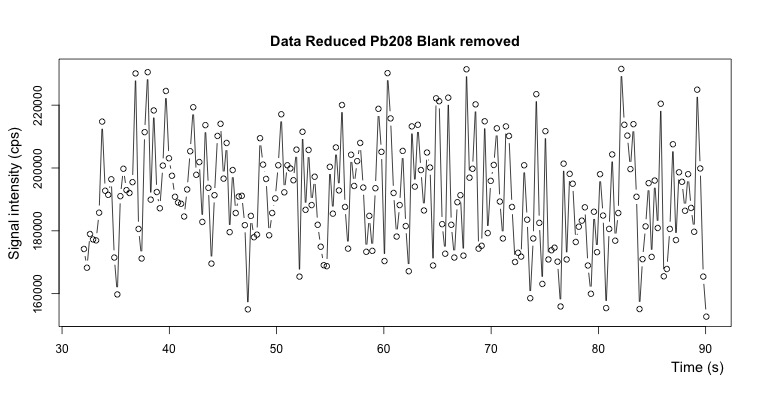 Data Reduced Pb208 Blank removed
Signal intensity (cps)
220000
200000
180000
160000
30 40 50 60 70 80 90
Time (s)